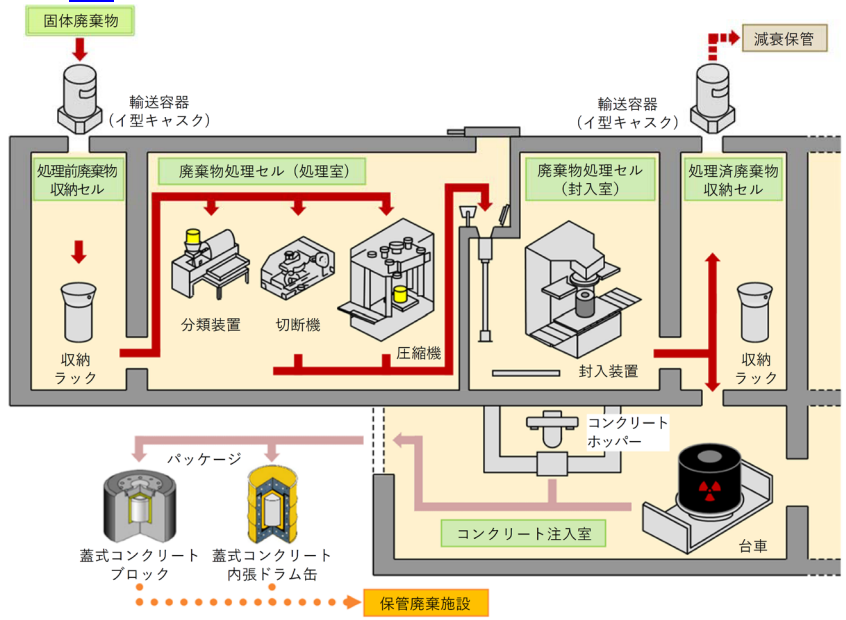 固体廃棄物
減衰保管
輸送容器
（イ型キャスク）
輸送容器
（イ型キャスク）
処理前廃棄物
収納セル
廃棄物処理セル（処理室）
廃棄物処理セル
（封入室）
処理済廃棄物
収納セル
分類装置
切断機
圧縮機
収納
ラック
封入装置
収納
ラック
コンクリート
ホッパー
パッケージ
コンクリート注入室
台車
蓋式コンクリート
ブロック
蓋式コンクリート
内張ドラム缶
保管廃棄施設